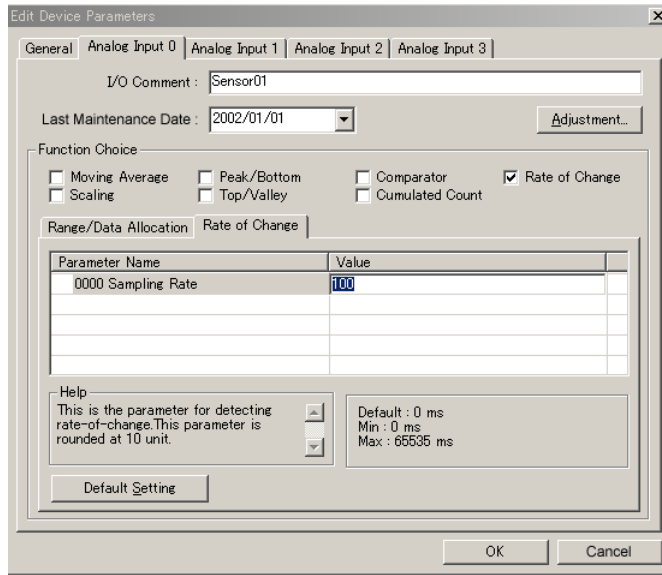 Edit Device Parameters
General Analog Input 0 Analog Input 1 Analog Input 2 Analog Input 3
I/O Comment : Sensor01
Last Maintenance Date : 2002/01/01 Adjustment...
Function Choice
Moving Average Peak/Bottom Comparator Rate of Change
Scaling Top/Valley Cumulated Count
Range/Data Allocation Rate of Change
Parameter Name Value
0000 Sampling Rate 100
Help
This is the parameter for detecting
rate-of-change.This parameter is
rounded at 10 unit.
Default : 0 ms
Min : 0 ms
Max : 65535 ms
Default Setting
OK Cancel